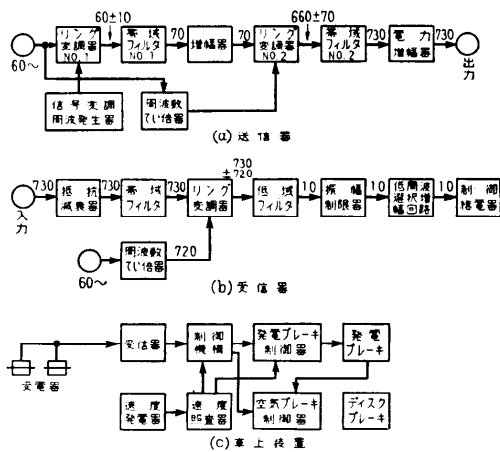 60±10
70
70
660±70
730
730
リング
変調器
NO.1
帯域
フィルタ
NO.1
増幅器
リング
変調器
NO.2
帯域
フィルタ
NO.2
電力
増幅器
60〜
出力
信号変調
周波発生器
周波数
てい倍器
(a) 送信器
730
730
730
730
±720
10
10
10
入力
抵抗
減衰器
帯域
フィルタ
リング
変調器
低域
フィルタ
振幅
制限器
低周波
選択増
幅回路
制御
継電器
周波数
てい倍器
720
60〜
(b) 受信器
受電器
受信器
制御
機構
発電ブレーキ
制御器
発電
ブレーキ
速度
発電器
速度
照査器
空気ブレーキ
制御器
ディスク
ブレーキ
(c) 車上装置